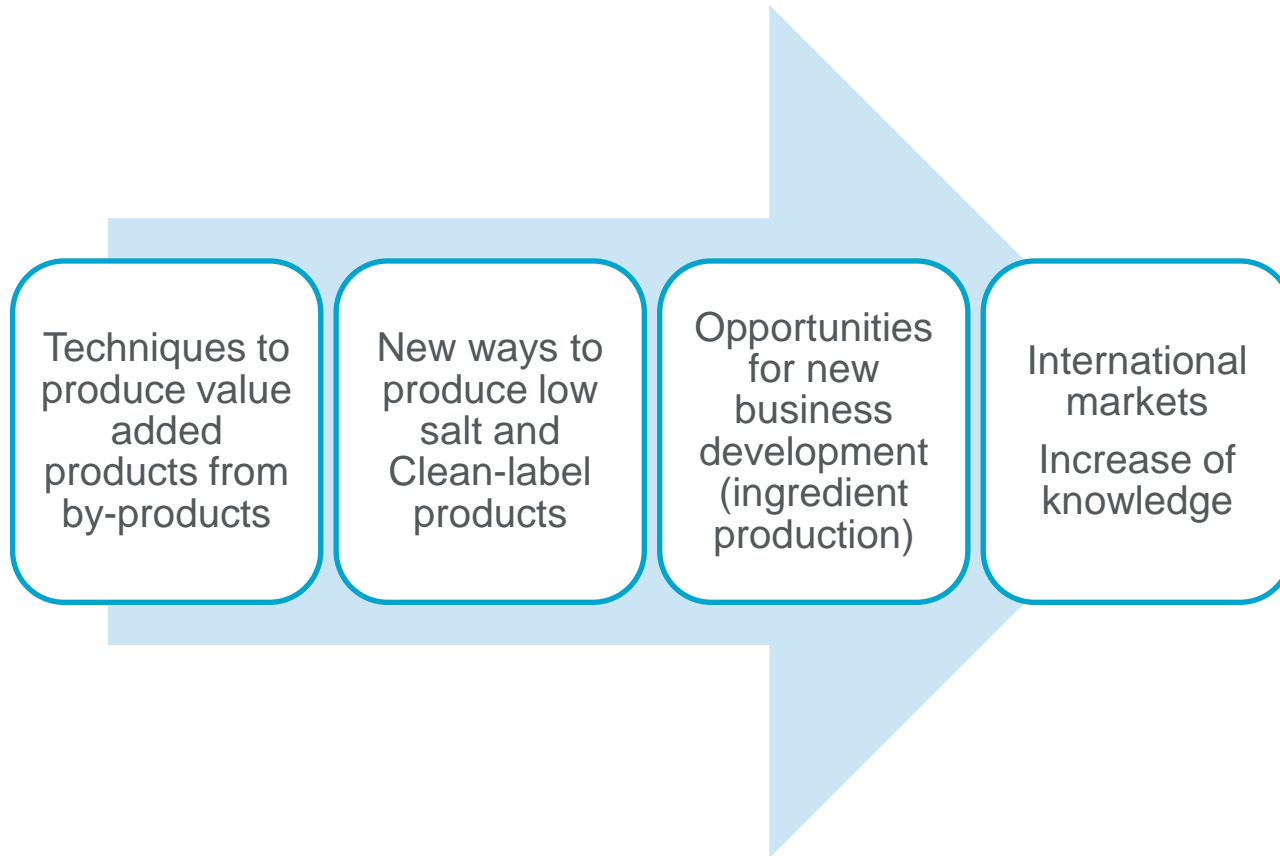 Techniques to
produce value
added
products from
by-products
New ways to
produce low
salt and
Clean-label
products
Opportunities
for new
business
development
(ingredient
production)
International
markets
Increase of
knowledge